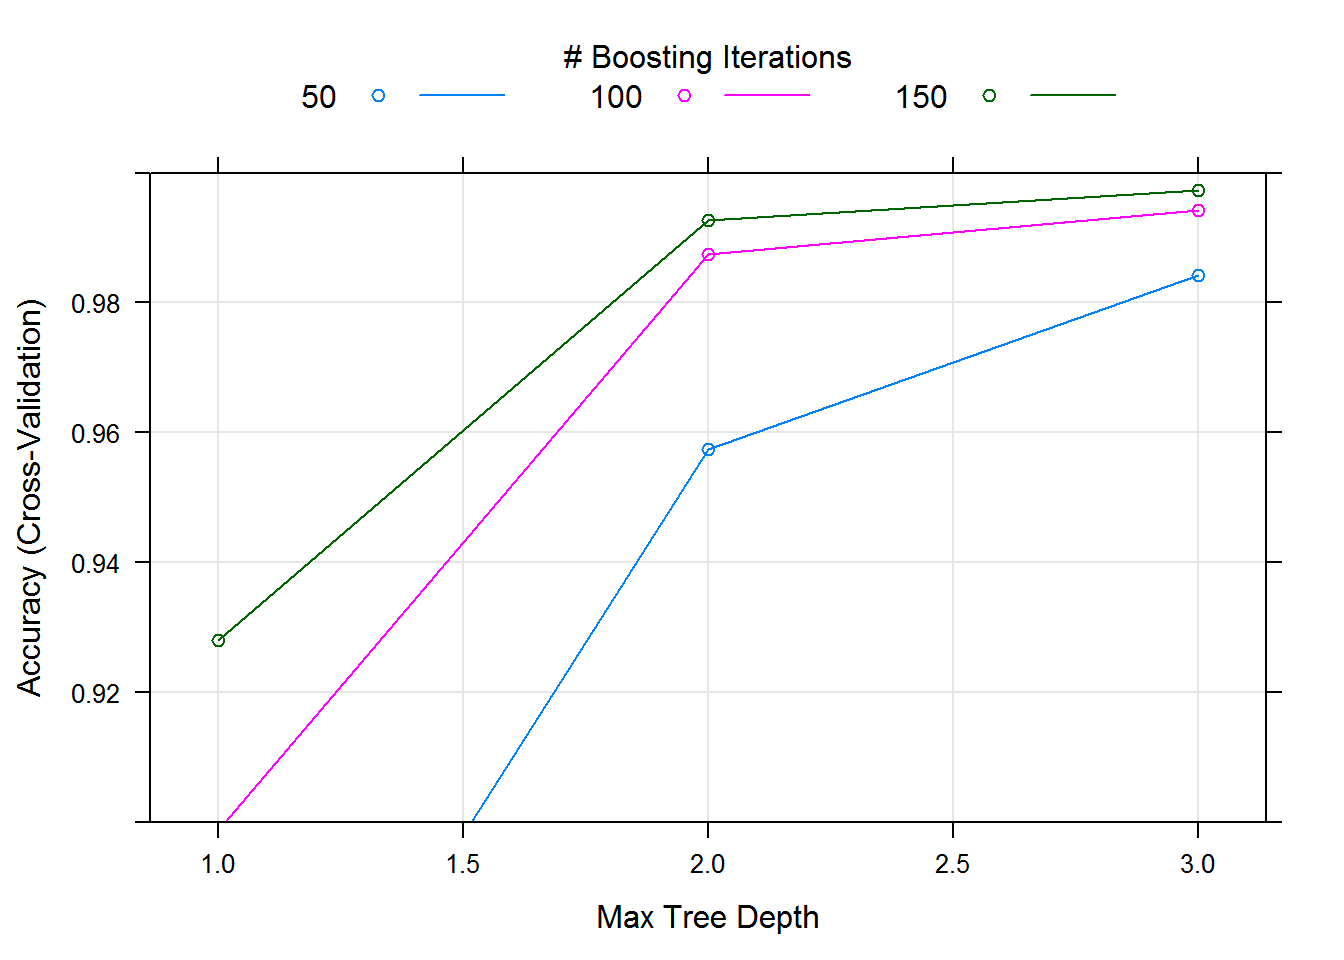 # Boosting Iterations
50 100 150
Accuracy (Cross-Validation)
0.98
0.96
0.94
0.92
1.0 1.5 2.0 2.5 3.0
Max Tree Depth